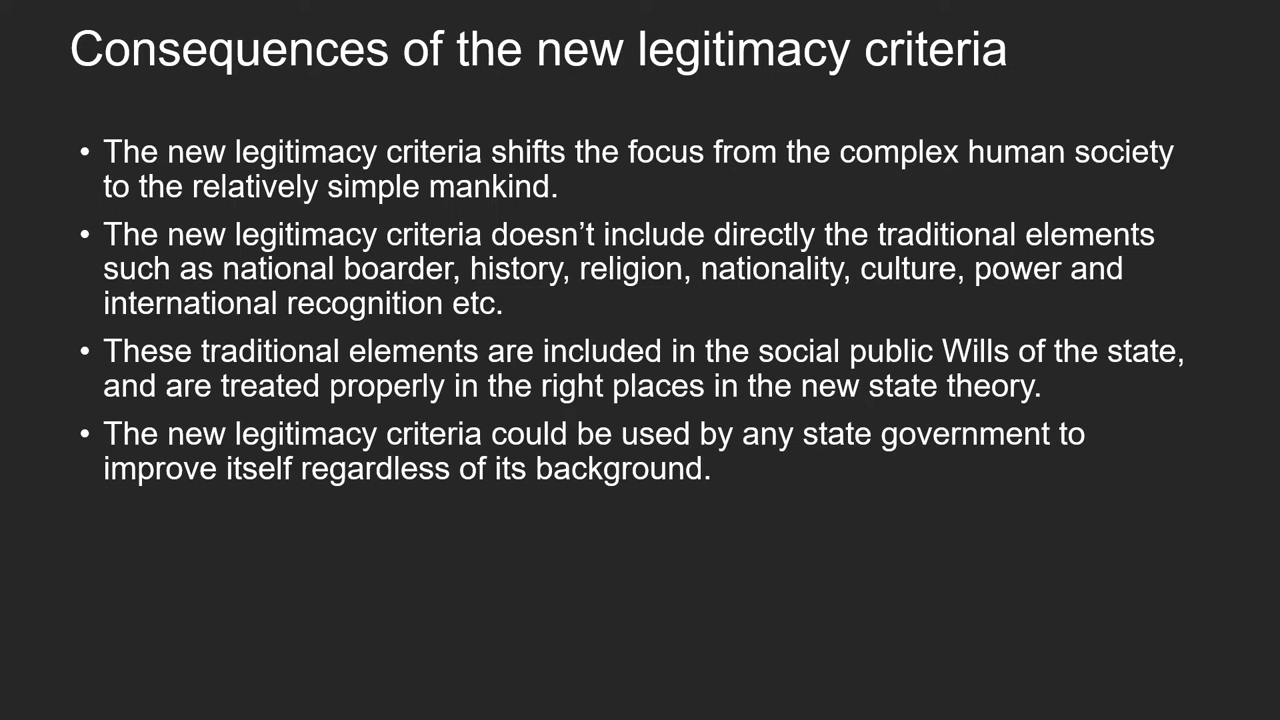 Consequences of the new legitimacy criteria
• The new legitimacy criteria shifts the focus from the complex human society
to the relatively simple mankind.
• The new legitimacy criteria doesn’t include directly the traditional elements
such as national boarder, history, religion, nationality, culture, power and
international recognition etc.
• These traditional elements are included in the social public Wills of the state,
and are treated properly in the right places in the new state theory.
• The new legitimacy criteria could be used by any state government to
improve itself regardless of its background.